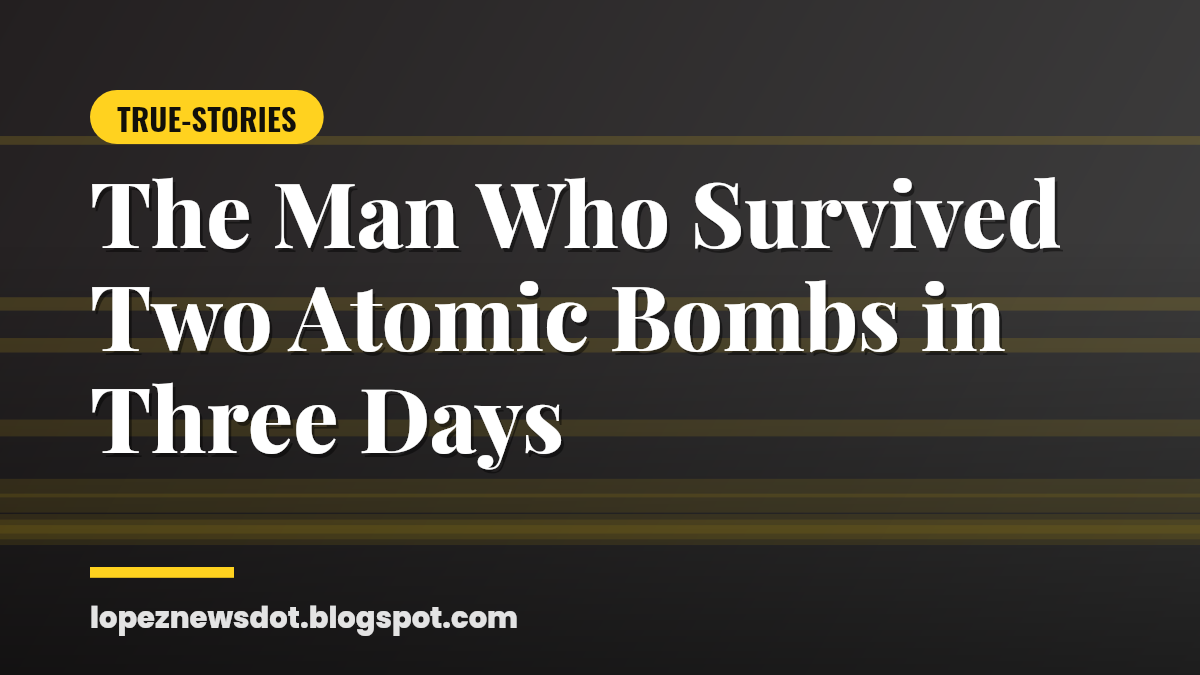 TRUE-STORIES
The Man Who Survived
Two Atomic Bombs in
Three Days
lopeznewsdot.blogspot.com